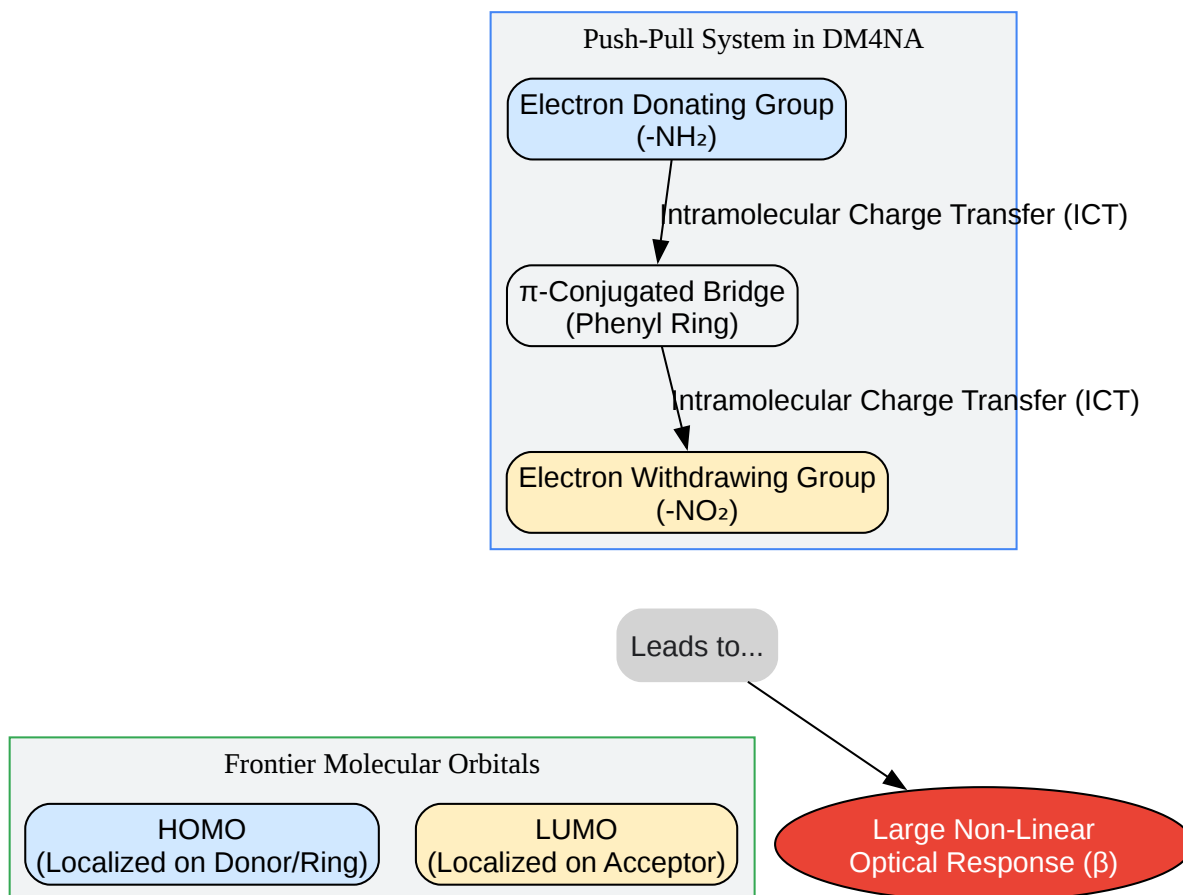 Push-Pull System in DM4NA
Electron Donating Group
(-NH₂)
Intramolecular Charge Transfer (ICT)
π-Conjugated Bridge
(Phenyl Ring)
Intramolecular Charge Transfer (ICT)
Electron Withdrawing Group
(-NO₂)
Leads to...
Frontier Molecular Orbitals
HOMO
(Localized on Donor/Ring)
LUMO
(Localized on Acceptor)
Large Non-Linear
Optical Response (β)